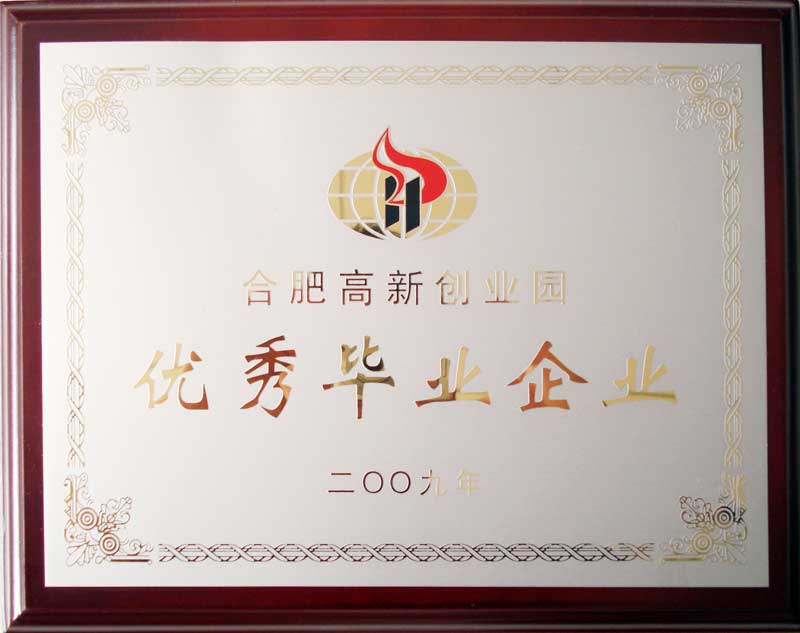 合肥高新创业园
优秀毕业企业
二〇〇九年